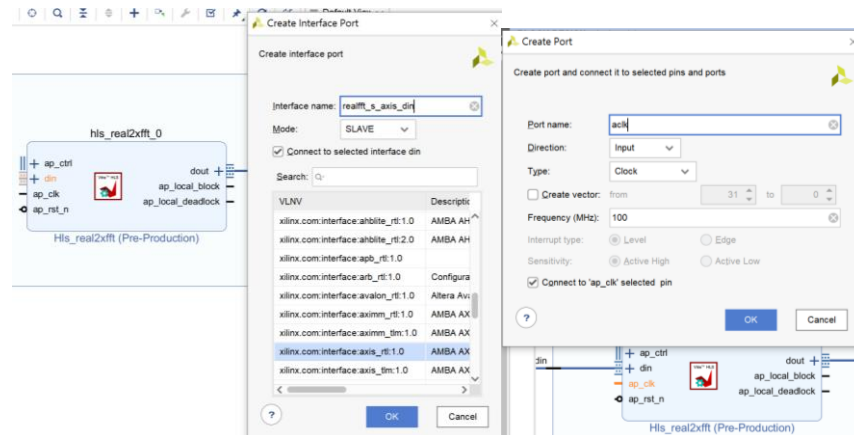 Default View
hls_real2xfft_0
ap_ctrl
din
ap_clk
ap_rst_n
dout
ap_local_block
ap_local_deadlock
Hls_real2xfft (Pre-Production)
Create Interface Port
Create interface port
Interface name: realfft_s_axis_din
Mode: SLAVE
Connect to selected interface din
Search:
VLNV Descriptic
xilinx.com:interface:ahblite_rtl:1.0 AMBA AH
xilinx.com:interface:ahblite_rtl:2.0 AMBA AH
xilinx.com:interface:apb_rtl:1.0
xilinx.com:interface:arb_rtl:1.0 Configura
xilinx.com:interface:avalon_rtl:1.0 Altera Ava
xilinx.com:interface:aximm_rtl:1.0 AMBA AX
xilinx.com:interface:aximm_tlm:1.0 AMBA AX
xilinx.com:interface:axis_rtl:1.0 AMBA AX
xilinx.com:interface:axis_tlm:1.0 AMBA AX
? OK Cancel
Create Port
Create port and connect it to selected pins and ports
Port name: aclk
Direction: Input
Type: Clock
Create vector: from 31 to 0
Frequency (MHz): 100
Interrupt type: Level Edge
Sensitivity: Active High Active Low
Connect to 'ap_clk' selected pin
? OK Cancel
din
ap_ctrl
din
ap_clk
ap_rst_n
dout
ap_local_block
ap_local_deadlock
Hls_real2xfft (Pre-Production)